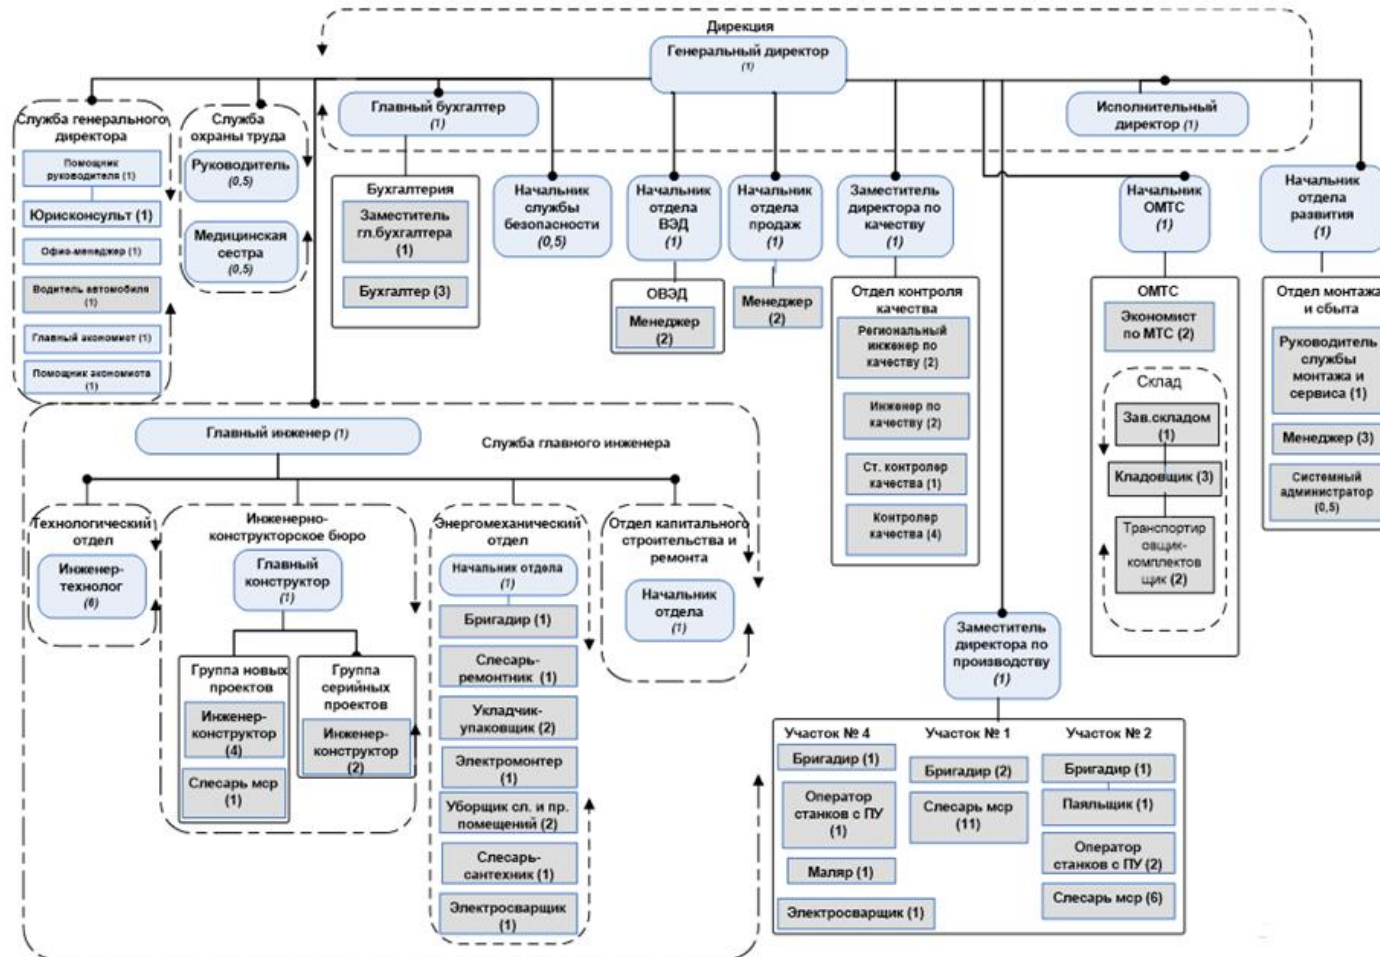 Дирекция
Генеральный директор
(1)
Служба генерального
директора
Помощник
руководителя (1)
Юрисконсульт (1)
Офис-менеджер (1)
Водитель автомобиля
(1)
Главный экономист (1)
Помощник экономиста
(1)
Служба
охраны труда
Руководитель
(0,5)
Медицинская
сестра
(0,5)
Главный бухгалтер
(1)
Бухгалтерия
Заместитель
гл.бухгалтера
(1)
Бухгалтер (3)
Начальник
службы
безопасности
(0,5)
Начальник
отдела
ВЭД
(1)
ОВЭД
Менеджер
(2)
Начальник
отдела
продаж
(1)
Менеджер
(2)
Заместитель
директора по
качеству
(1)
Отдел контроля
качества
Региональный
инженер по
качеству (2)
Инженер по
качеству (2)
Ст. контролер
качества (1)
Контролер
качества (4)
Исполнительный
директор (1)
Начальник
ОМТС
(1)
ОМТС
Экономист
по МТС (2)
Склад
Зав.складом
(1)
Кладовщик (3)
Транспортир
овщик-
комплектов
щик (2)
Начальник
отдела
развития
(1)
Отдел монтажа
и сбыта
Руководитель
службы
монтажа и
сервиса (1)
Менеджер (3)
Системный
администратор
(0,5)
Главный инженер (1)
Служба главного инженера
Технологический
отдел
Инженер-
технолог
(6)
Инженерно-
конструкторское бюро
Главный
конструктор
(1)
Группа новых
проектов
Инженер-
конструктор
(4)
Слесарь мср
(1)
Группа
серийных
проектов
Инженер-
конструктор
(2)
Энергомеханический
отдел
Начальник отдела
(1)
Бригадир (1)
Слесарь-
ремонтник (1)
Укладчик-
упаковщик (2)
Электромонтер
(1)
Уборщик сл. и пр.
помещений (2)
Слесарь-
сантехник (1)
Электросварщик
(1)
Отдел капитального
строительства и
ремонта
Начальник
отдела
(1)
Заместитель
директора по
производству
(1)
Участок № 4
Бригадир (1)
Оператор
станков с ПУ
(1)
Маляр (1)
Электросварщик (1)
Участок № 1
Бригадир (2)
Слесарь мср
(11)
Участок № 2
Бригадир (1)
Паяльщик (1)
Оператор
станков с ПУ (2)
Слесарь мср (6)